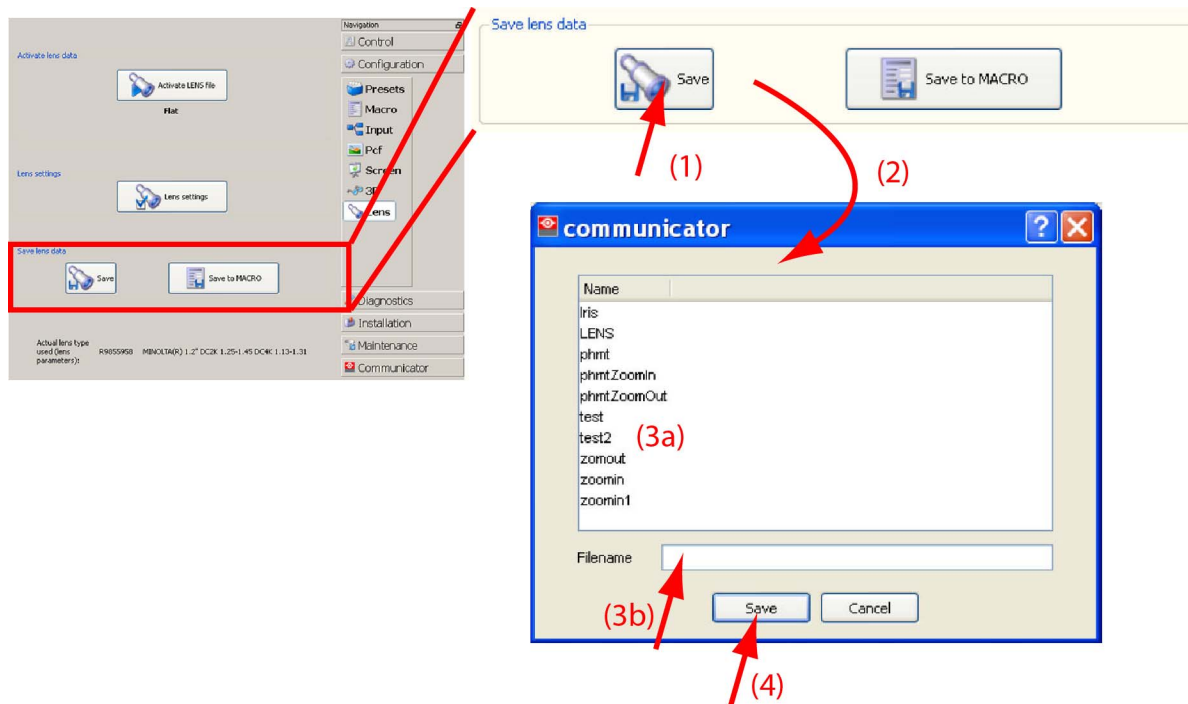 Navigation
Control
Activate lens data
Configuration
Activate LENS file
Flat
Presets
Macro
Input
Pcf
Screen
3D
Lens
Lens settings
Lens settings
Save lens data
Save
Save to MACRO
Diagnostics
Installation
Maintenance
Communicator
Actual lens type
used (lens
parameters):
R9855958 MINOLTA(R) 1.2" DC2K 1.25-1.45 DC4K 1.13-1.31
Save lens data
Save
Save to MACRO
(1)
(2)
communicator
Name
Iris
LENS
phmt
phmtZoomIn
phmtZoomOut
test
test2
(3a)
zomout
zoomin
zoomin1
Filename
(3b)
Save
Cancel
(4)